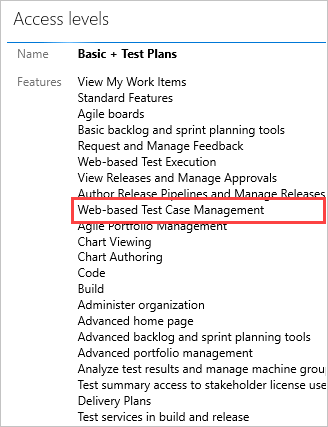 Access levels
Name Basic + Test Plans
Features View My Work Items
Standard Features
Agile boards
Basic backlog and sprint planning tools
Request and Manage Feedback
Web-based Test Execution
View Releases and Manage Approvals
Author Release Pipelines and Manage Releases
Web-based Test Case Management
Agile Portfolio Management
Chart Viewing
Chart Authoring
Code
Build
Administer organization
Advanced home page
Advanced backlog and sprint planning tools
Advanced portfolio management
Analyze test results and manage machine grou
Test summary access to stakeholder license use
Delivery Plans
Test services in build and release